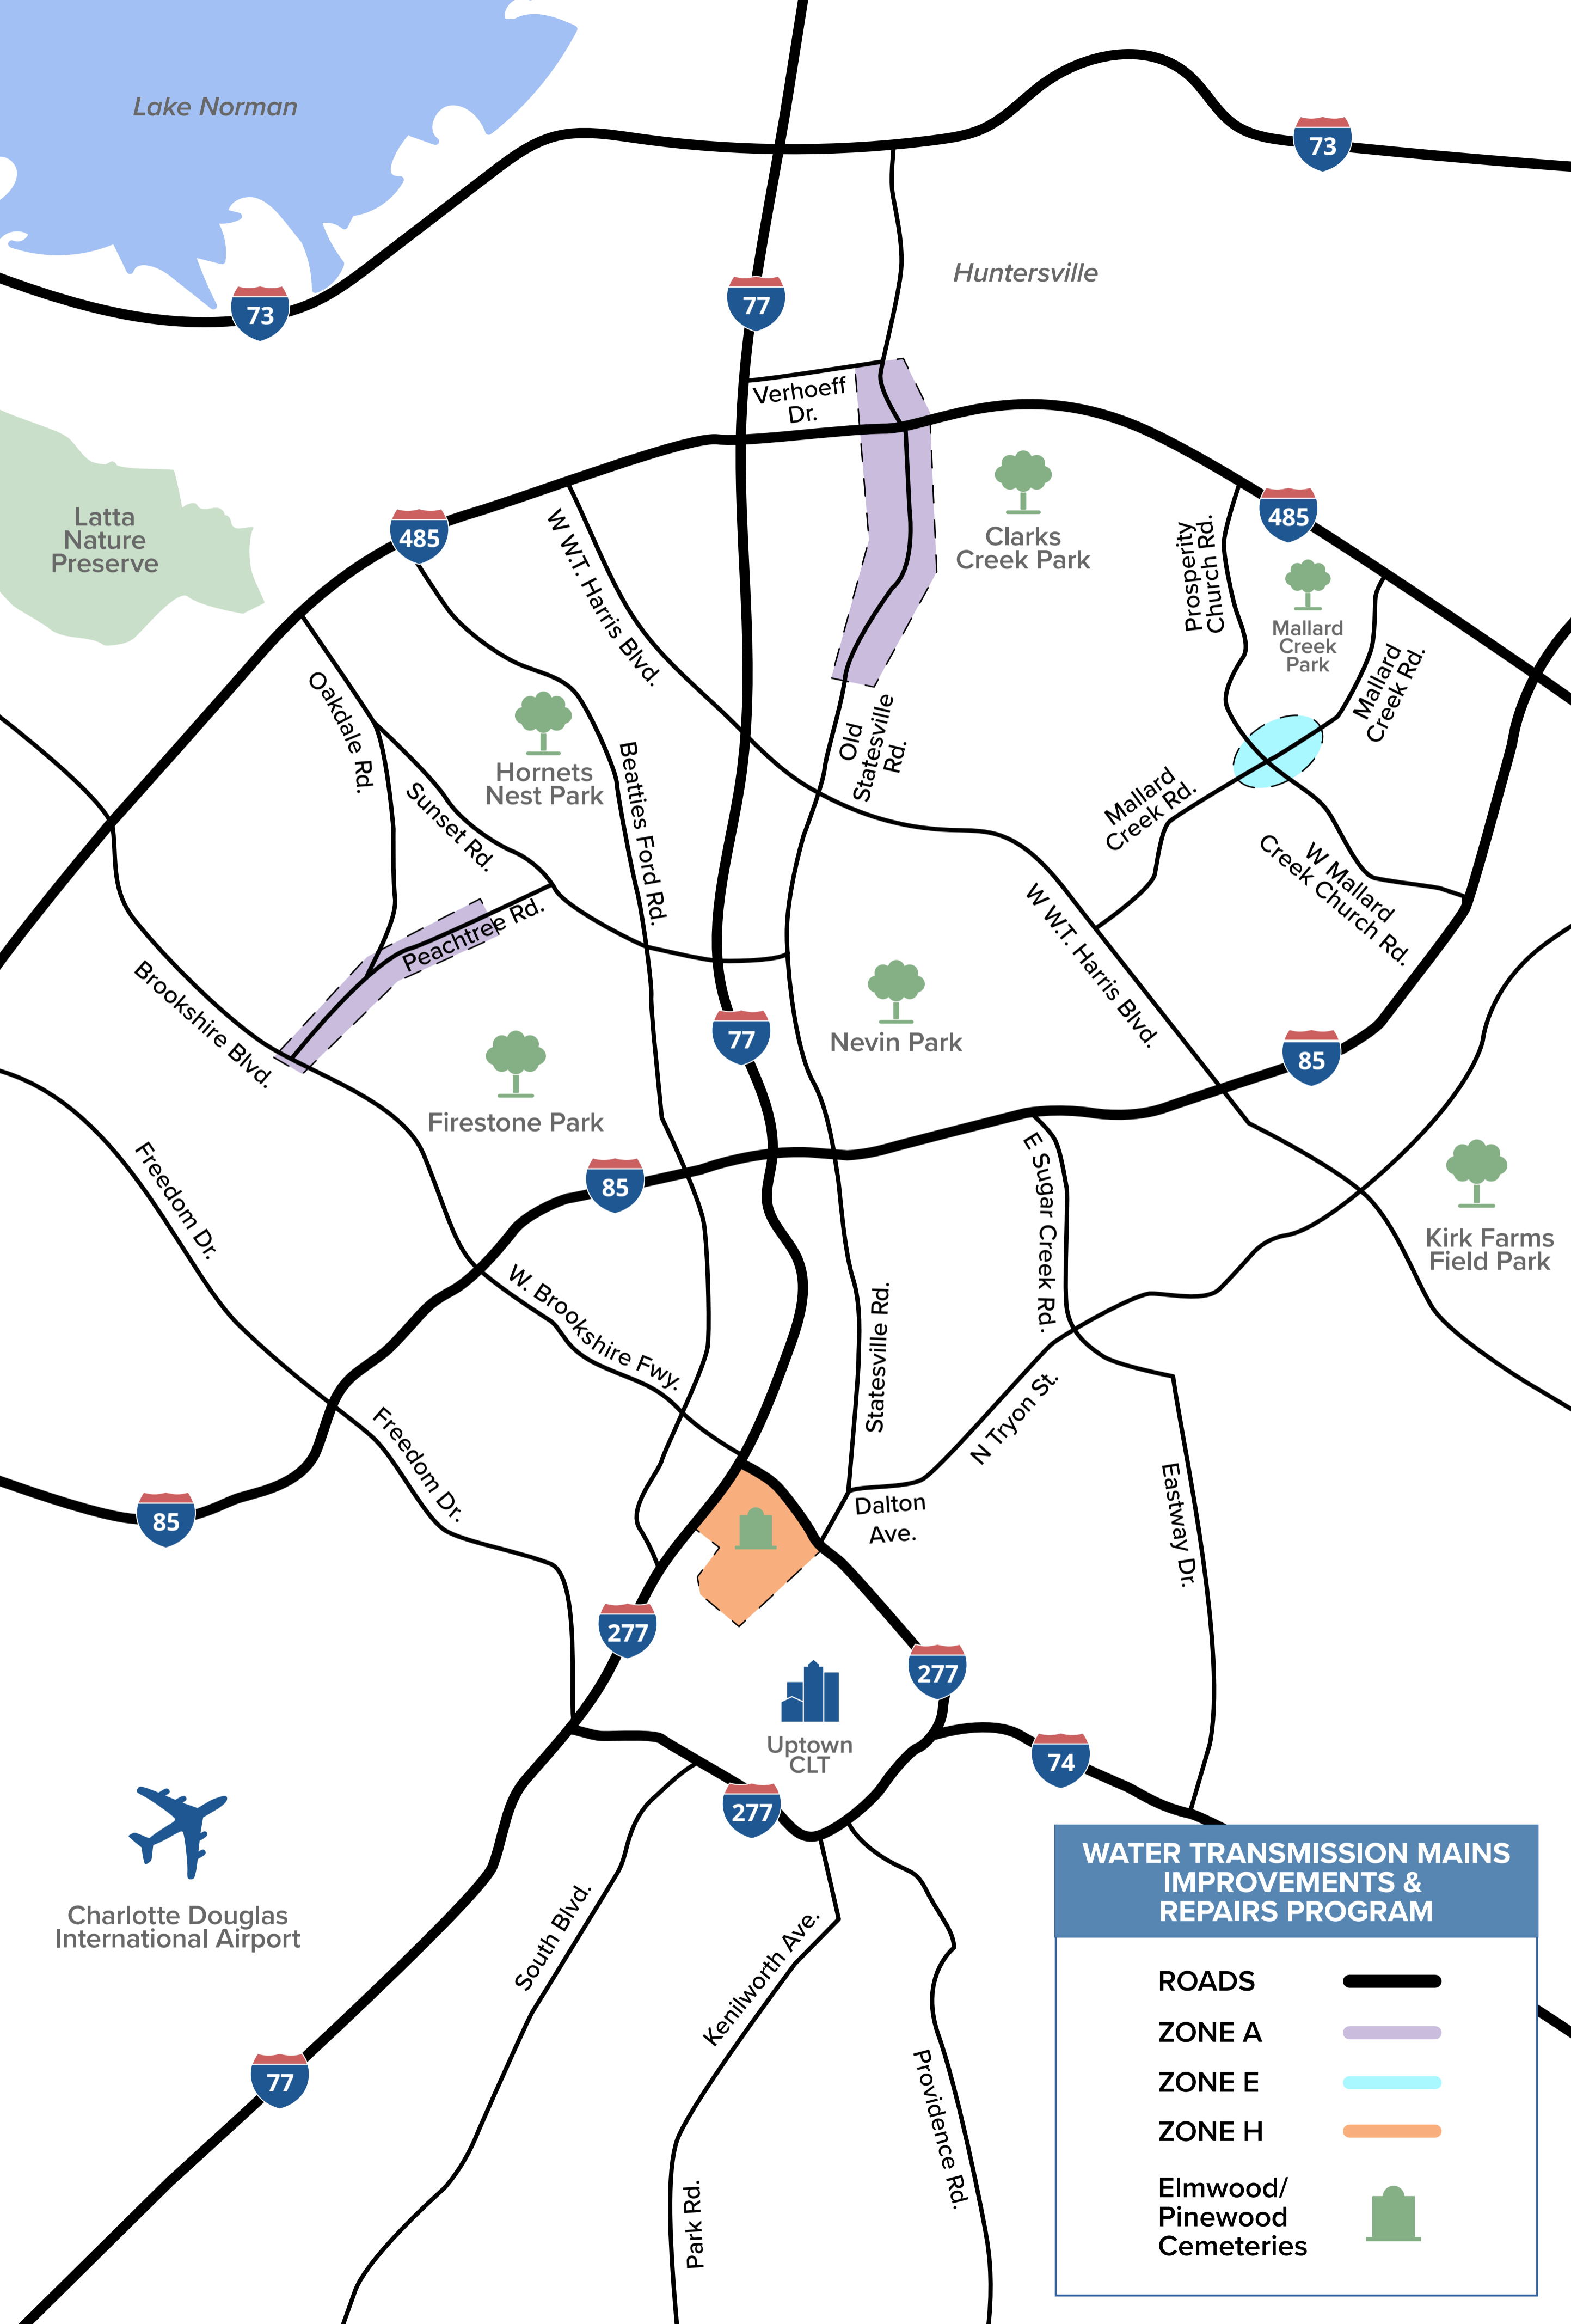 Lake Norman
73
73
77
Huntersville
Verhoeff
Dr.
Latta
Nature
Preserve
485
485
W W.T. Harris Blvd.
Clarks
Creek Park
Prosperity
Church Rd.
Mallard
Creek
Park
Mallard
Creek Rd.
Oakdale Rd.
Hornets
Nest Park
Beatties Ford Rd.
Old
Statesville
Rd.
Sunset Rd.
Mallard
Creek Rd.
W Mallard
Creek Church Rd.
Peachtree Rd.
W W.T. Harris Blvd.
Brookshire Blvd.
77
Nevin Park
85
Firestone Park
Freedom Dr.
85
E Sugar Creek Rd.
Kirk Farms
Field Park
W. Brookshire Fwy.
Statesville Rd.
N Tryon St.
Freedom Dr.
85
Dalton
Ave.
Eastway Dr.
277
277
Uptown
CLT
74
277
Charlotte Douglas
International Airport
South Blvd.
Kenilworth Ave.
77
Providence Rd.
Park Rd.
WATER TRANSMISSION MAINS
IMPROVEMENTS &
REPAIRS PROGRAM
ROADS
ZONE A
ZONE E
ZONE H
Elmwood/
Pinewood
Cemeteries